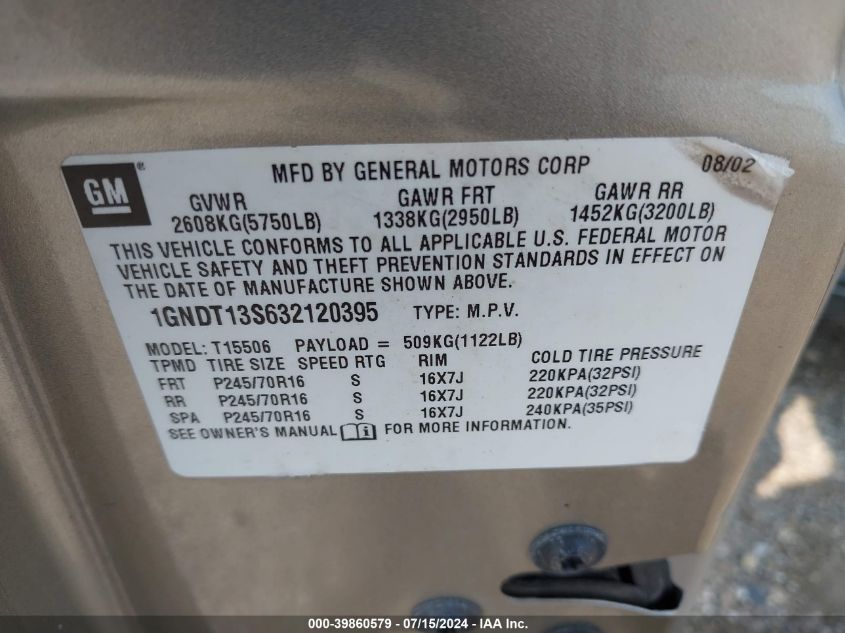 GM ® MFD BY GENERAL MOTORS CORP 08/02
GVWR GAWR FRT GAWR RR
2608KG(5750LB) 1338KG(2950LB) 1452KG(3200LB)
THIS VEHICLE CONFORMS TO ALL APPLICABLE U.S. FEDERAL MOTOR
VEHICLE SAFETY AND THEFT PREVENTION STANDARDS IN EFFECT ON
THE DATE OF MANUFACTURE SHOWN ABOVE.
1GNDT13S632120395 TYPE: M.P.V.
MODEL: T15506 PAYLOAD = 509KG(1122LB)
TPMD TIRE SIZE SPEED RTG RIM COLD TIRE PRESSURE
FRT P245/70R16 S 16X7J 220KPA(32PSI)
RR P245/70R16 S 16X7J 220KPA(32PSI)
SPA P245/70R16 S 16X7J 240KPA(35PSI)
SEE OWNER'S MANUAL i FOR MORE INFORMATION.
000-39860579 / 07/15/2024 - IAA Inc.